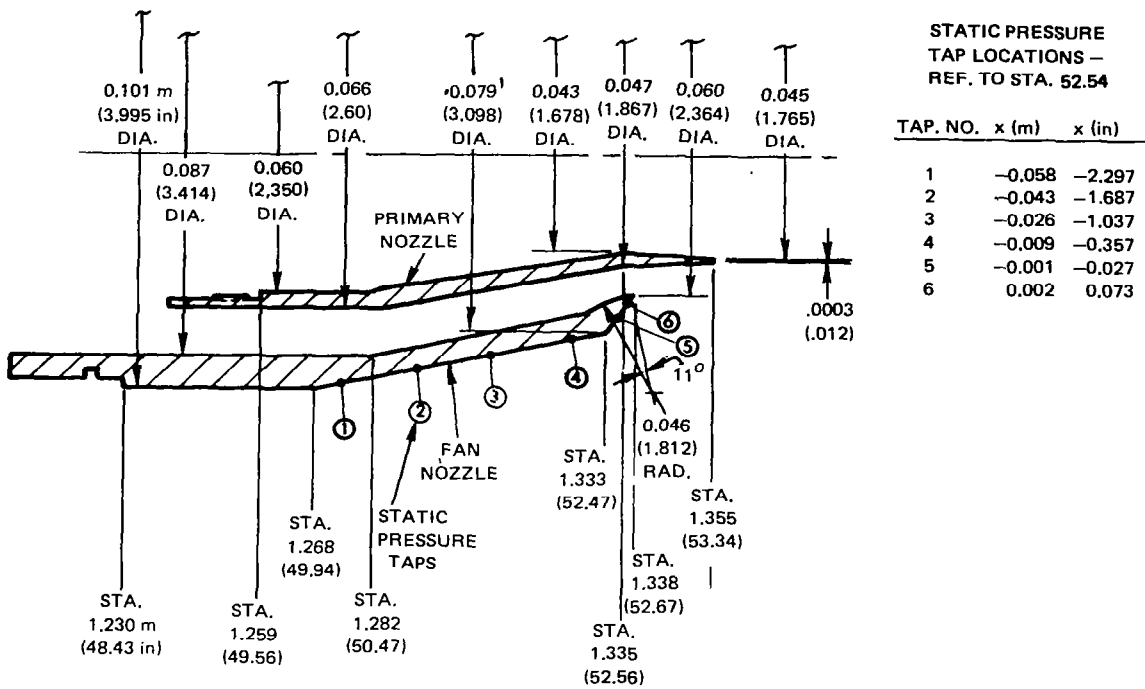 0.101 m
(3,995 in)
DIA.
0.087
(3.414)
DIA.
0.060
(2,350)
DIA.
0.066
(2.60)
DIA.
0.079
(3.098)
DIA.
0.043
(1.678)
DIA.
0.047
(1.867)
DIA.
0.060
(2,364)
DIA.
0.045
(1.765)
DIA.
PRIMARY
NOZZLE
.0003
(.012)
1
2
3
4
5
6
11°
0.046
(1,812)
RAD.
FAN
NOZZLE
STATIC
PRESSURE
TAPS
STA.
1.230 m
(48.43 in)
STA.
1.259
(49.56)
STA.
1.268
(49,94)
STA.
1.282
(50.47)
STA.
1.333
(52.47)
STA.
1.335
(52.56)
STA.
1.338
(52.67)
STA.
1.355
(53.34)
STATIC PRESSURE
TAP LOCATIONS –
REF. TO STA. 52.54
TAP. NO. x (m) x (in)
1 −0.058 −2.297
2 −0.043 −1.687
3 −0.026 −1.037
4 −0.009 −0.357
5 −0.001 −0.027
6 0.002 0.073